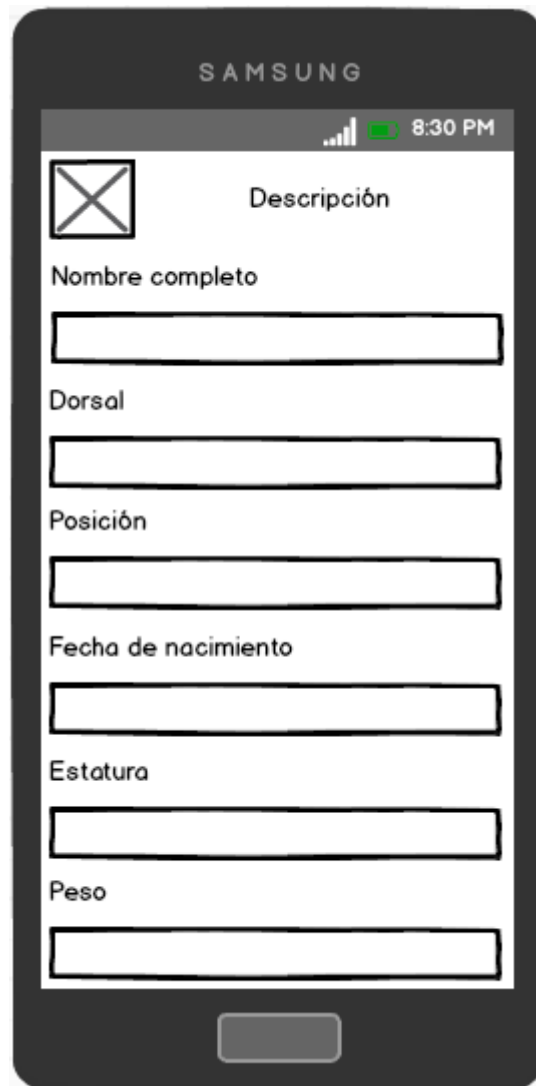 SAMSUNG
8:30 PM
Descripción
Nombre completo
Dorsal
Posición
Fecha de nacimiento
Estatura
Peso